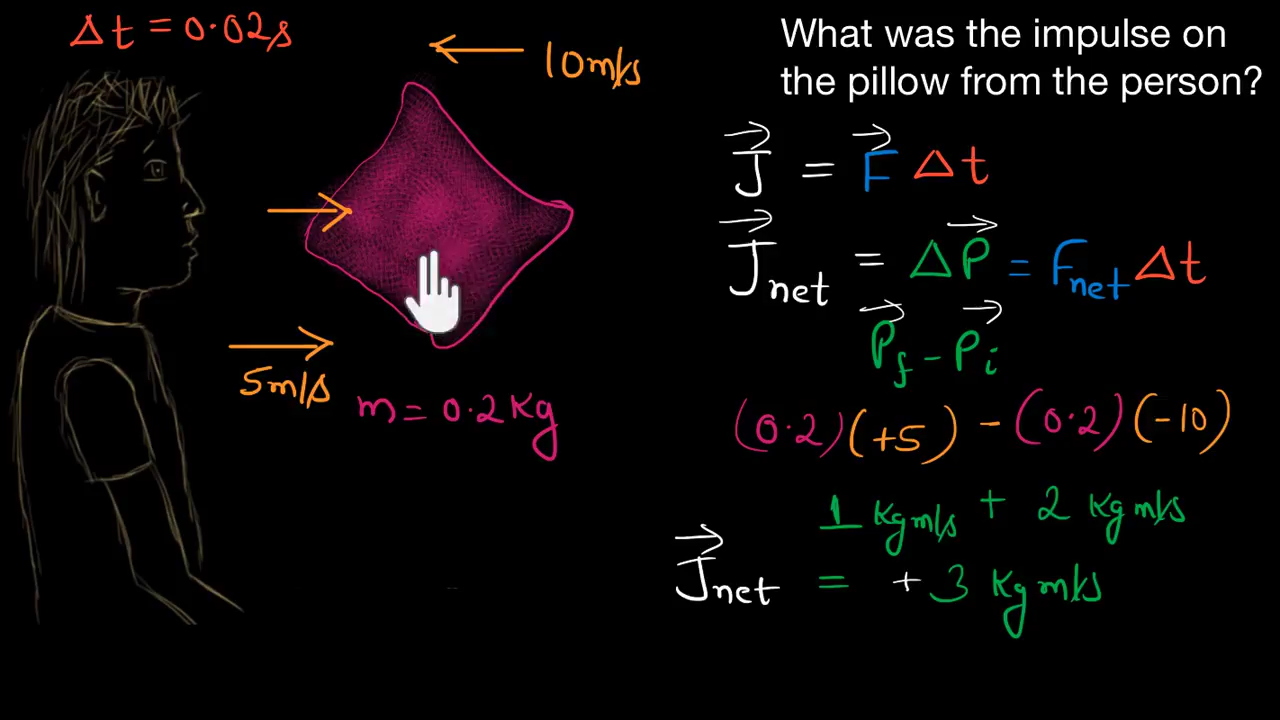 Δt = 0.02s
10m/s
5m/s
m = 0.2 Kg
What was the impulse on
the pillow from the person?
J⃗ = F⃗ Δt
J⃗net = ΔP⃗ = Fnet Δt
P⃗f - P⃗i
(0.2)(+5) - (0.2)(-10)
1 Kgm/s + 2 Kgm/s
J⃗net = + 3 Kgm/s